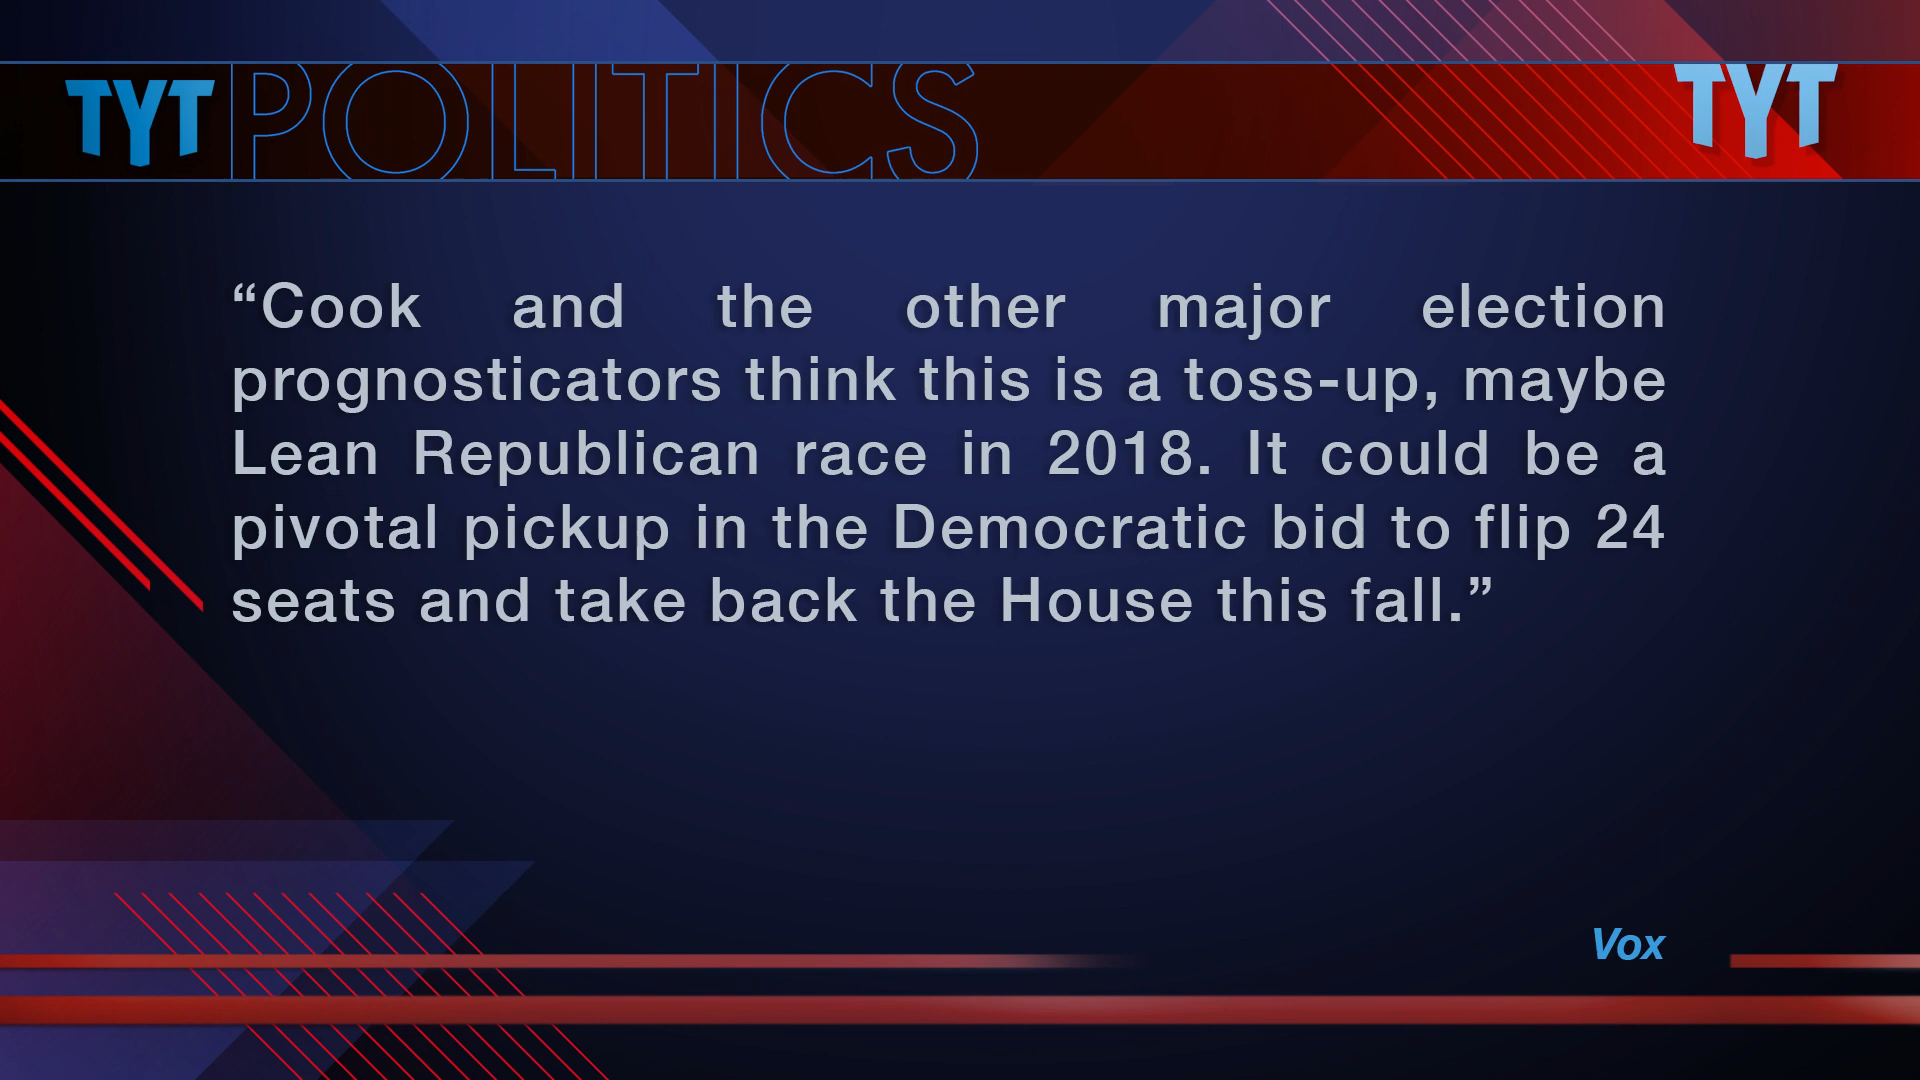 TYT POLITICS
TYT
“Cook and the other major election
prognosticators think this is a toss-up, maybe
Lean Republican race in 2018. It could be a
pivotal pickup in the Democratic bid to flip 24
seats and take back the House this fall.”
Vox